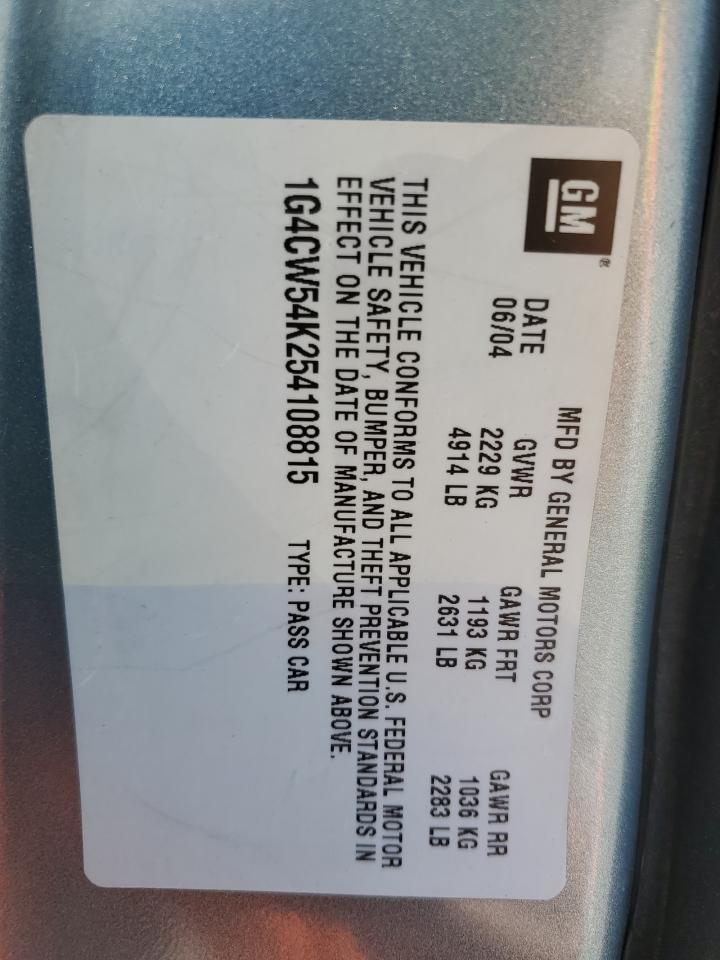 GM®
MFD BY GENERAL MOTORS CORP
DATE GVWR GAWR FRT GAWR RR
06/04 2229 KG 1193 KG 1036 KG
4914 LB 2631 LB 2283 LB
THIS VEHICLE CONFORMS TO ALL APPLICABLE U.S. FEDERAL MOTOR
VEHICLE SAFETY, BUMPER, AND THEFT PREVENTION STANDARDS IN
EFFECT ON THE DATE OF MANUFACTURE SHOWN ABOVE.
1G4CW54K254108815 TYPE: PASS CAR